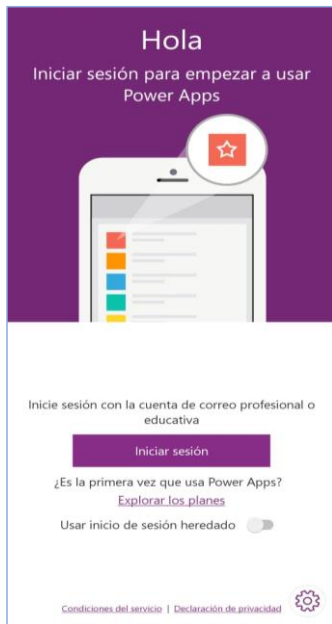 Hola
Iniciar sesión para empezar a usar
Power Apps
Inicie sesión con la cuenta de correo profesional o
educativa
Iniciar sesión
¿Es la primera vez que usa Power Apps?
Explorar los planes
Usar inicio de sesión heredado
Condiciones del servicio | Declaración de privacidad